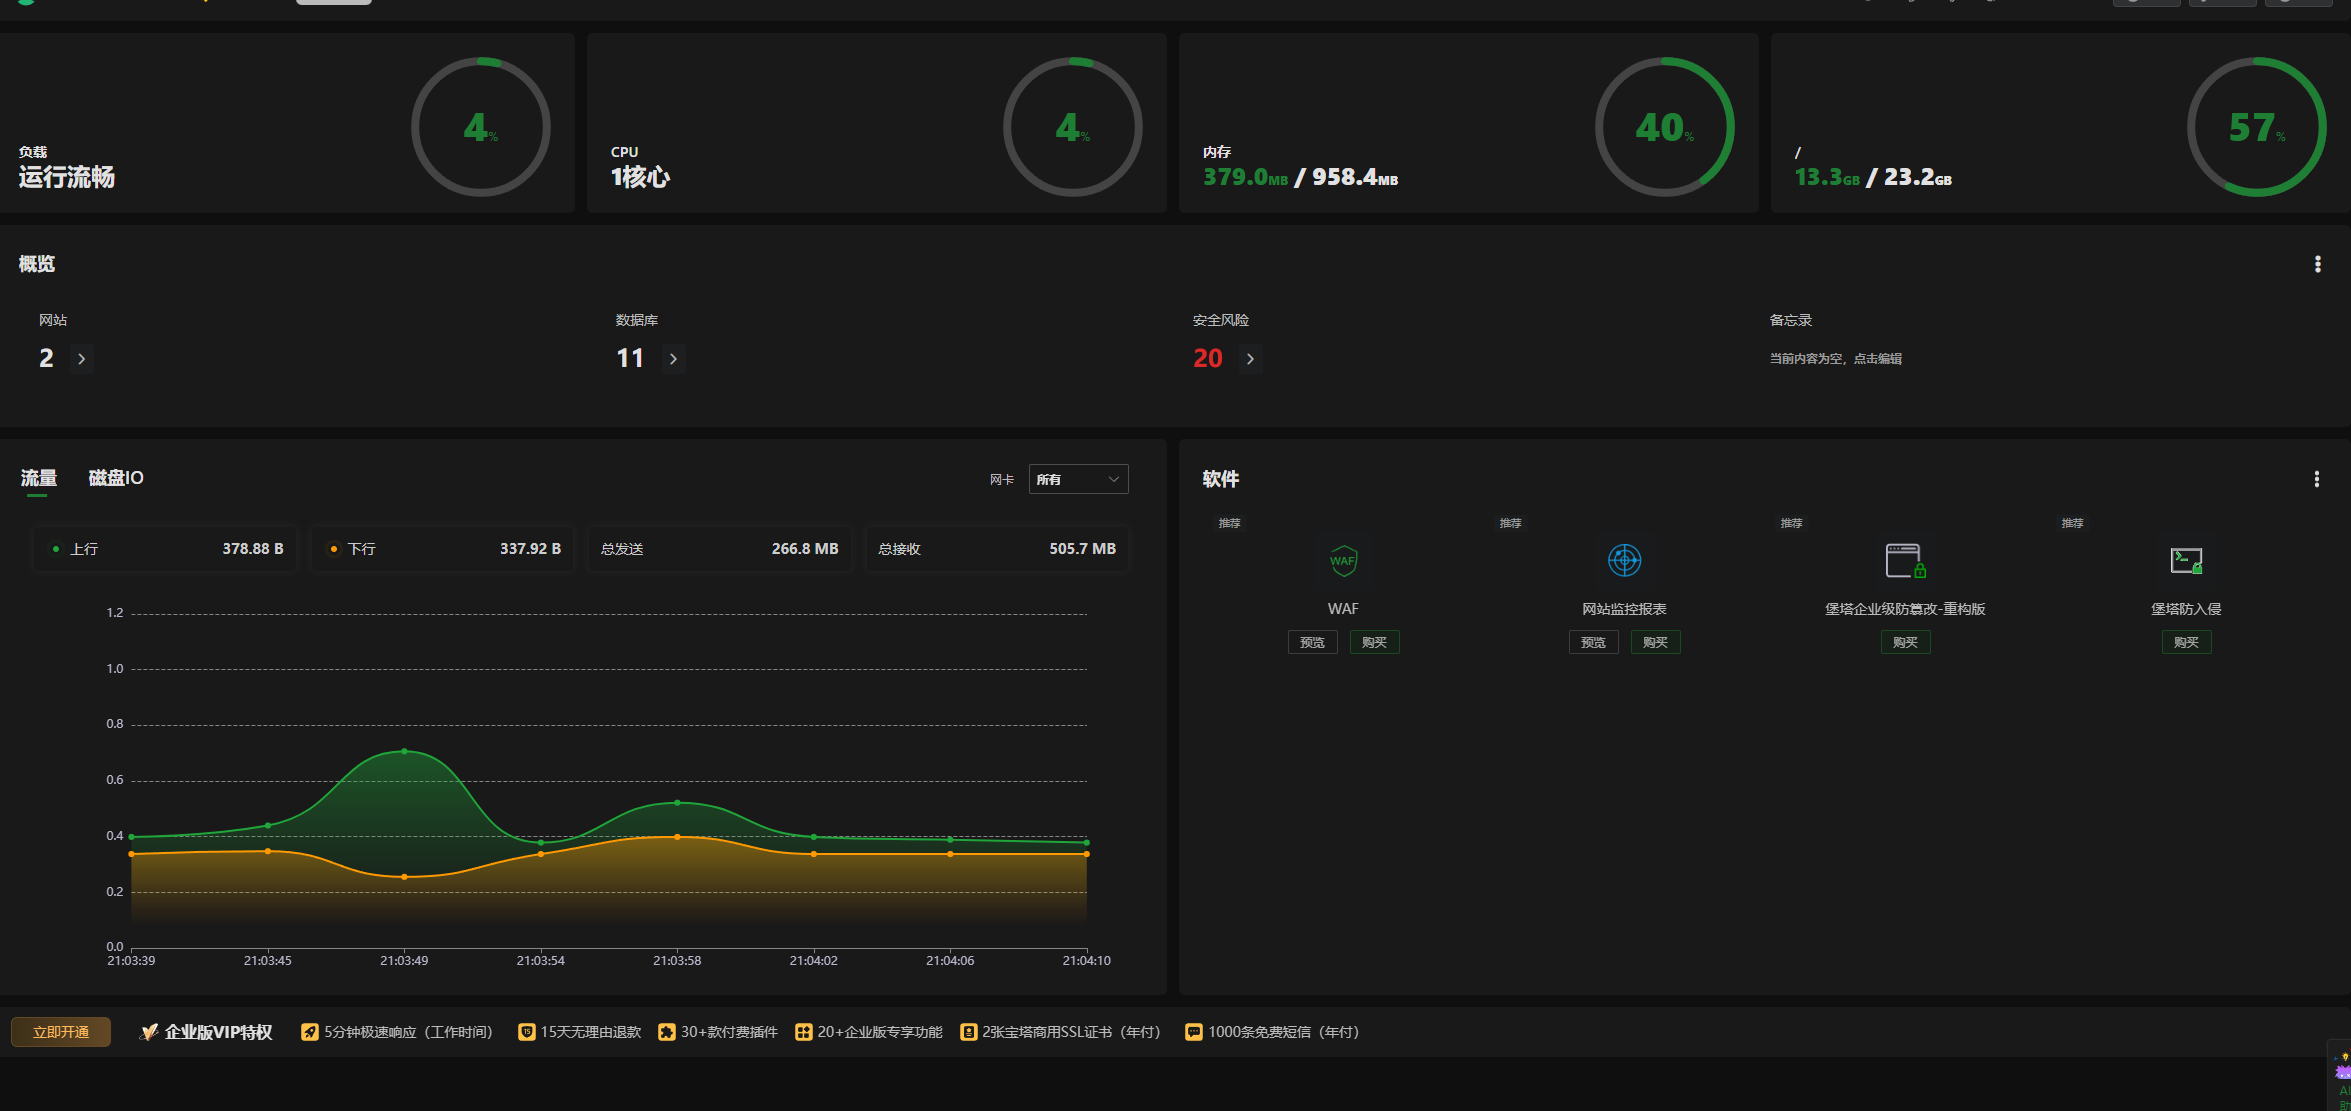 负载
运行流畅
4%
CPU
1核心
4%
内存
379.0MB / 958.4MB
40%
/
13.3GB / 23.2GB
57%
概览
网站
2
数据库
11
安全风险
20
备忘录
当前内容为空，点击编辑
流量 磁盘IO
网卡 所有
上行 378.88 B
下行 337.92 B
总发送 266.8 MB
总接收 505.7 MB
1.2
1.0
0.8
0.6
0.4
0.2
0.0
21:03:39 21:03:45 21:03:49 21:03:54 21:03:58 21:04:02 21:04:06 21:04:10
软件
推荐
WAF
WAF
预览 购买
推荐
网站监控报表
预览 购买
推荐
堡塔企业级防篡改-重构版
购买
推荐
堡塔防入侵
购买
立即开通 企业版VIP特权 5分钟极速响应（工作时间） 15 15天无理由退款 30+款付费插件 20+企业版专享功能 2张宝塔商用SSL证书（年付） 1000条免费短信（年付）